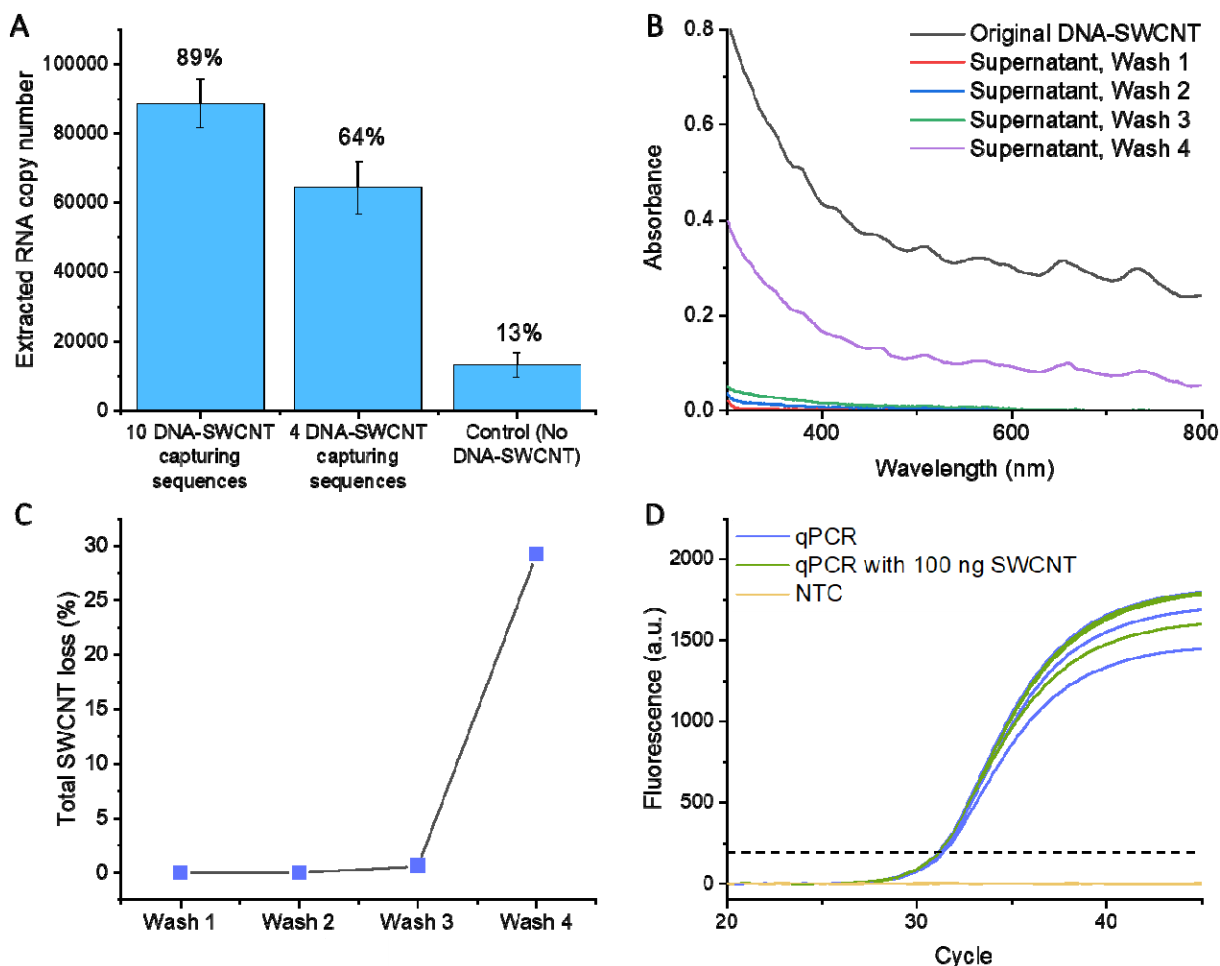 A
89%
64%
13%
100000
80000
60000
40000
20000
0
Extracted RNA copy number
10 DNA-SWCNT
capturing
sequences
4 DNA-SWCNT
capturing
sequences
Control (No
DNA-SWCNT)
B
Original DNA-SWCNT
Supernatant, Wash 1
Supernatant, Wash 2
Supernatant, Wash 3
Supernatant, Wash 4
0.8
0.6
0.4
0.2
0.0
Absorbance
400
600
800
Wavelength (nm)
C
30
25
20
15
10
5
0
Total SWCNT loss (%)
Wash 1
Wash 2
Wash 3
Wash 4
D
qPCR
qPCR with 100 ng SWCNT
NTC
2000
1500
1000
500
0
Fluorescence (a.u.)
20
30
40
Cycle